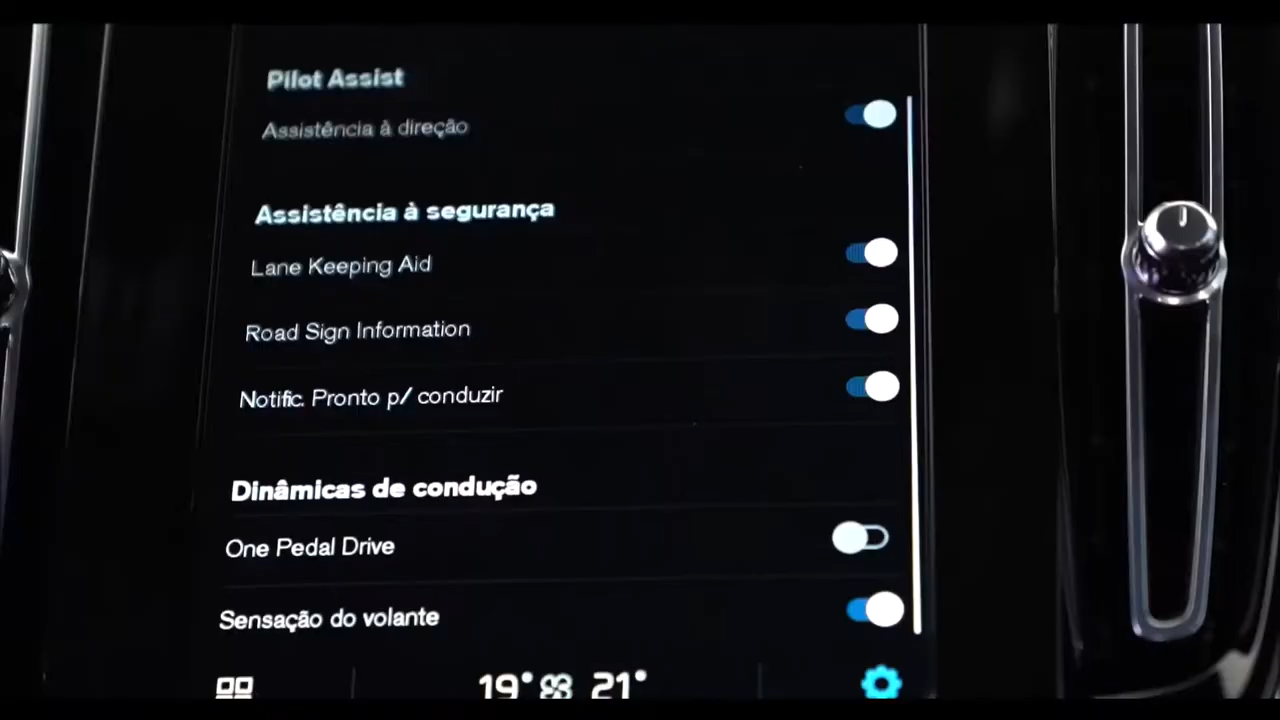 Pilot Assist
Assistência à direção
Assistência à segurança
Lane Keeping Aid
Road Sign Information
Notific. Pronto p/ conduzir
Dinâmicas de condução
One Pedal Drive
Sensação do volante
19° 21°